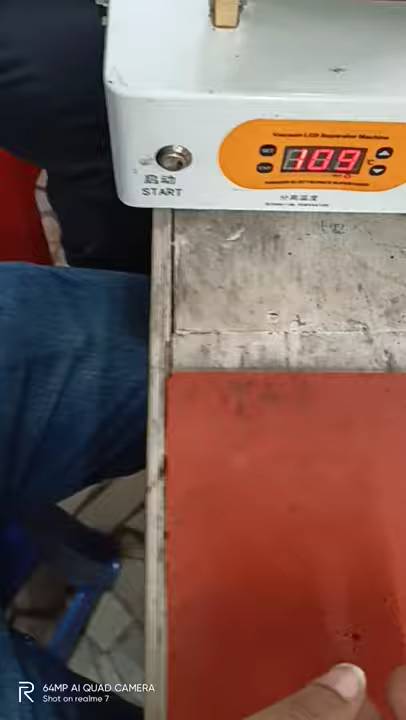 Vacuum LCD Separator Machine
SET
109
°C
启动
START
分离温度
64MP AI QUAD CAMERA
Shot on realme 7